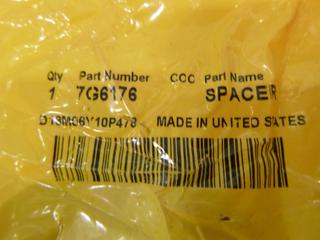 Qty Part Number COO Part Name
1 7G6176 SPACER
D13M06Y10P478 MADE IN UNITED STATES